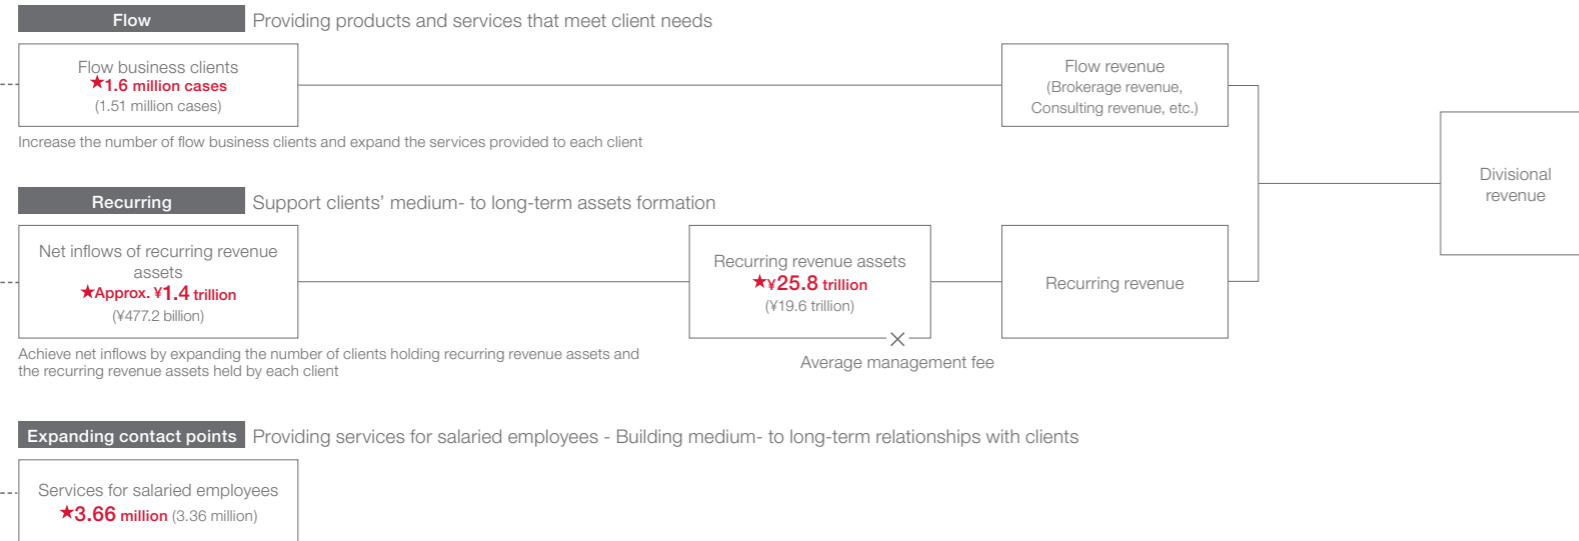 Flow Providing products and services that meet client needs
Flow business clients
★1.6 million cases
(1.51 million cases)
Flow revenue
(Brokerage revenue,
Consulting revenue, etc.)
Increase the number of flow business clients and expand the services provided to each client
Divisional
revenue
Recurring Support clients’ medium- to long-term assets formation
Net inflows of recurring revenue
assets
★Approx. ¥1.4 trillion
(¥477.2 billion)
Recurring revenue assets
★¥25.8 trillion
(¥19.6 trillion)
×
Average management fee
Recurring revenue
Achieve net inflows by expanding the number of clients holding recurring revenue assets and
the recurring revenue assets held by each client
Expanding contact points Providing services for salaried employees - Building medium- to long-term relationships with clients
Services for salaried employees
★3.66 million (3.36 million)